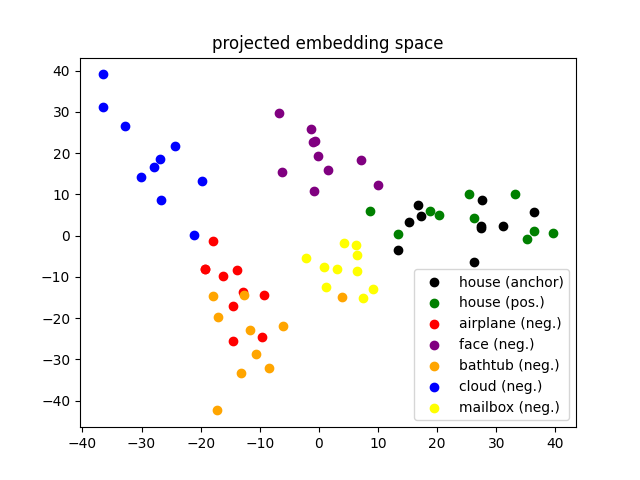 projected embedding space
40
30
20
10
0
−10
−20
−30
−40
−40
−30
−20
−10
0
10
20
30
40
house (anchor)
house (pos.)
airplane (neg.)
face (neg.)
bathtub (neg.)
cloud (neg.)
mailbox (neg.)